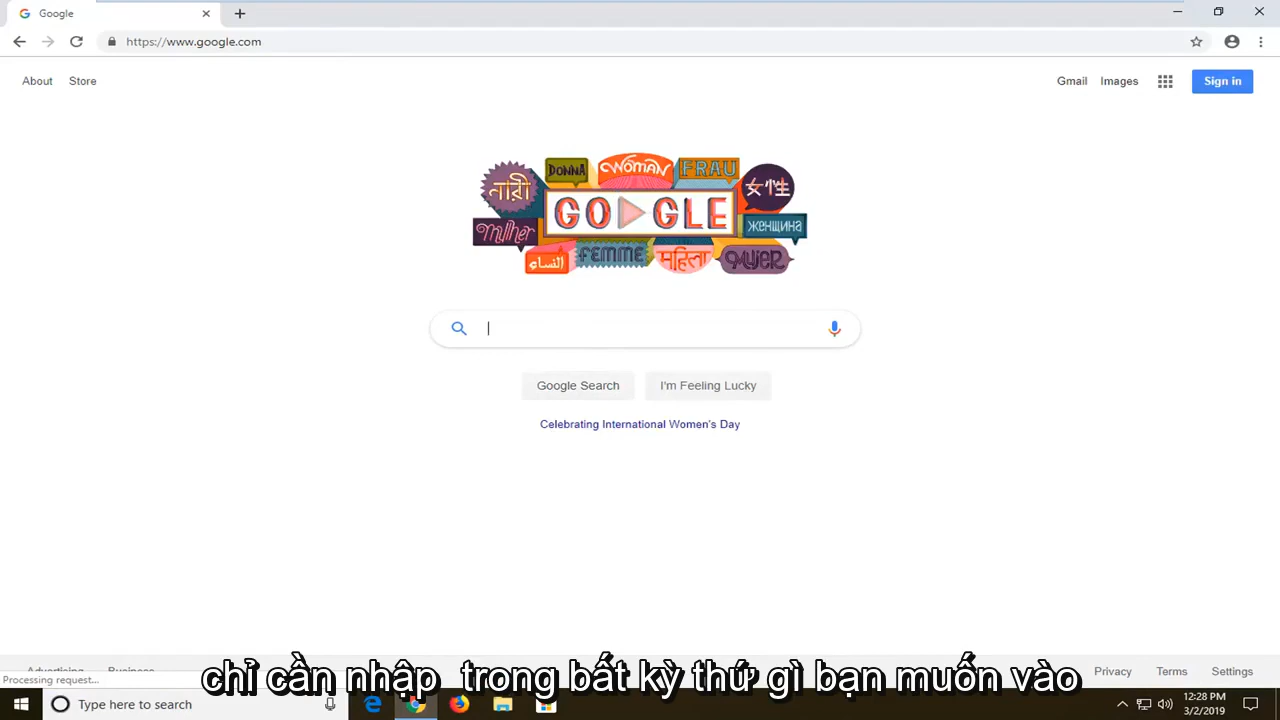 Google
https://www.google.com
About Store
Gmail Images Sign in
DONNA WOMAN FRAU
নারী 女性
GO GLE
Mulher женщина
النساء FEMME महिला MUJER
Google Search I'm Feeling Lucky
Celebrating International Women's Day
Advertising Business
Privacy Terms Settings
Processing request...
chỉ cần nhập trong bất kỳ thứ gì bạn muốn vào
Type here to search
12:28 PM
3/2/2019